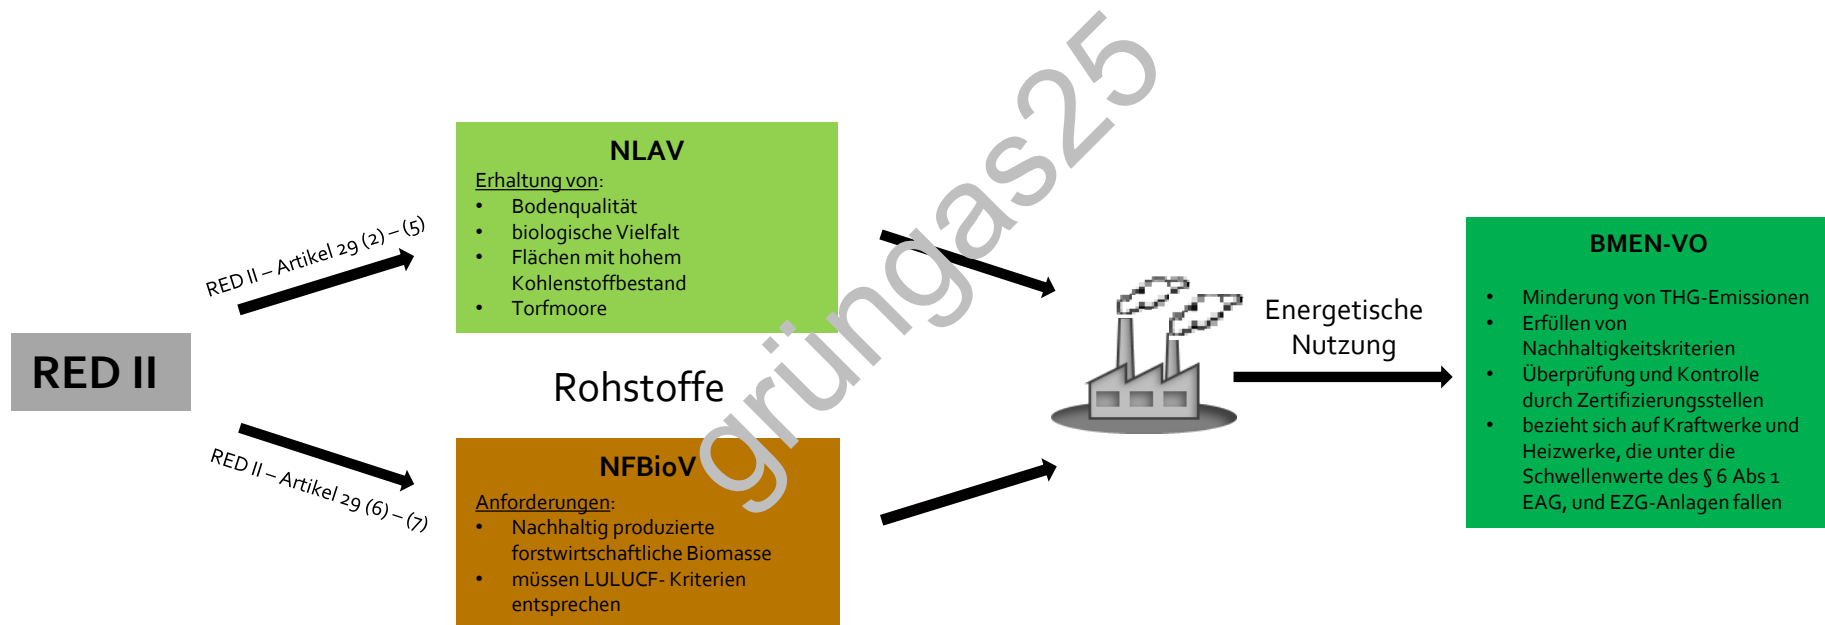 RED II
RED II – Artikel 29 (2) – (5)
RED II – Artikel 29 (6) – (7)
NLAV
Erhaltung von:
• Bodenqualität
• biologische Vielfalt
• Flächen mit hohem
Kohlenstoffbestand
• Torfmoore
Rohstoffe
NFBioV
Anforderungen:
• Nachhaltig produzierte
forstwirtschaftliche Biomasse
• müssen LULUCF- Kriterien
entsprechen
grüngas25
Energetische
Nutzung
BMEN-VO
• Minderung von THG-Emissionen
• Erfüllen von
Nachhaltigkeitskriterien
• Überprüfung und Kontrolle
durch Zertifizierungsstellen
• bezieht sich auf Kraftwerke und
Heizwerke, die unter die
Schwellenwerte des § 6 Abs 1
EAG, und EZG-Anlagen fallen